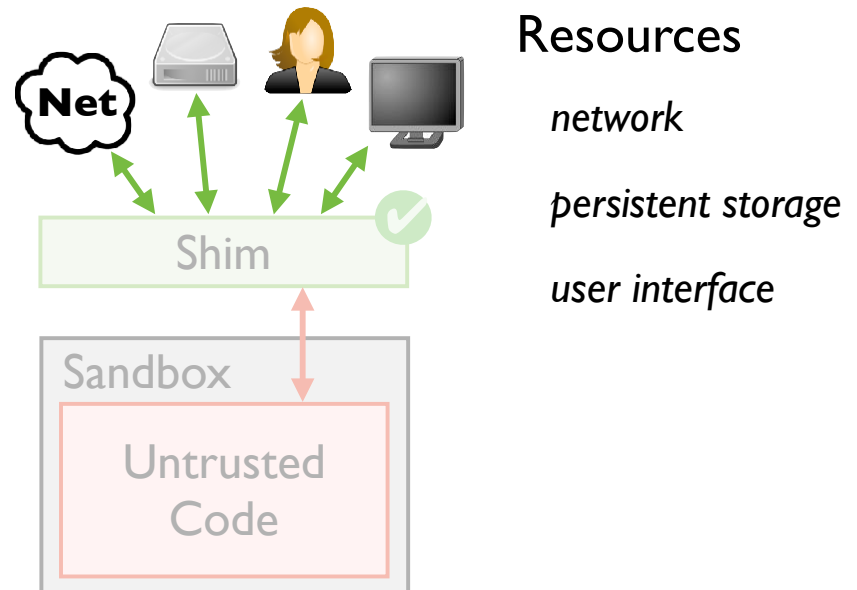 Net
Shim
Sandbox
Untrusted
Code
Resources
network
persistent storage
user interface